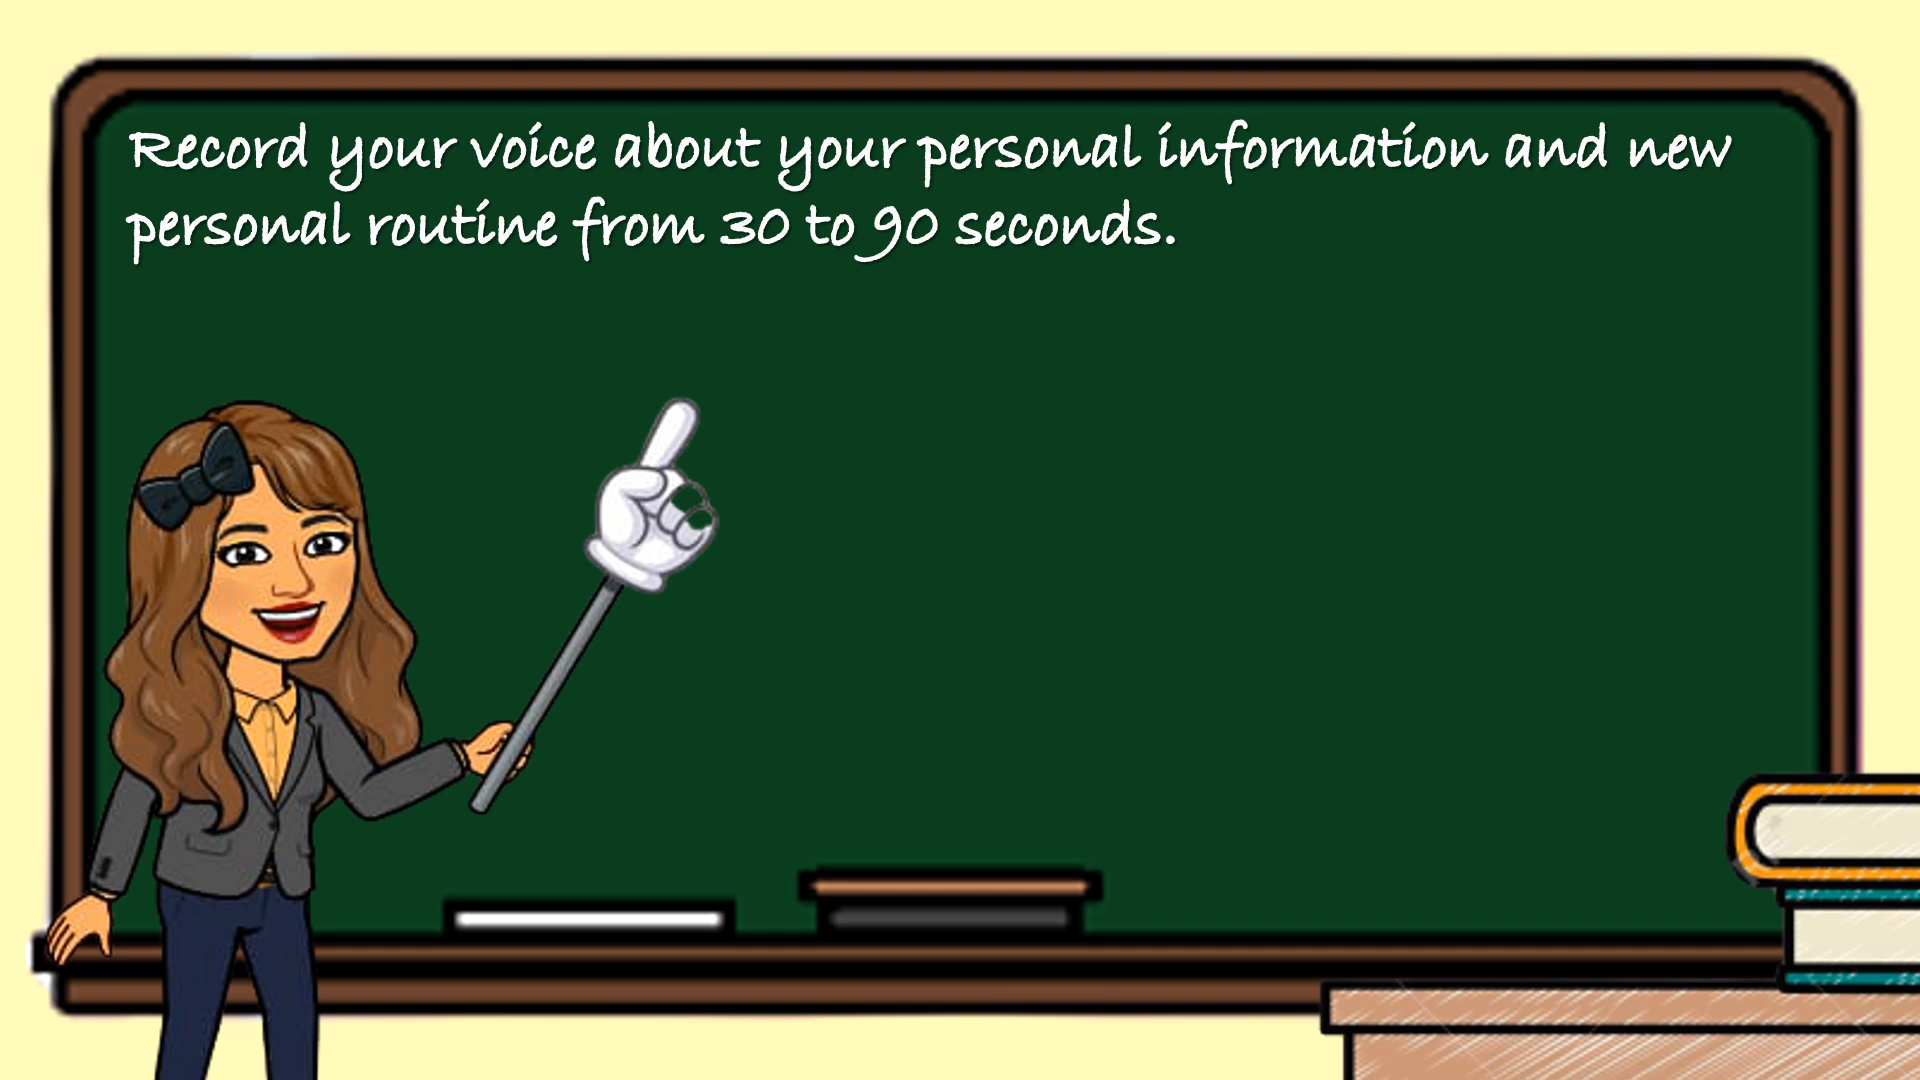 Record your voice about your personal information and new
personal routine from 30 to 90 seconds.